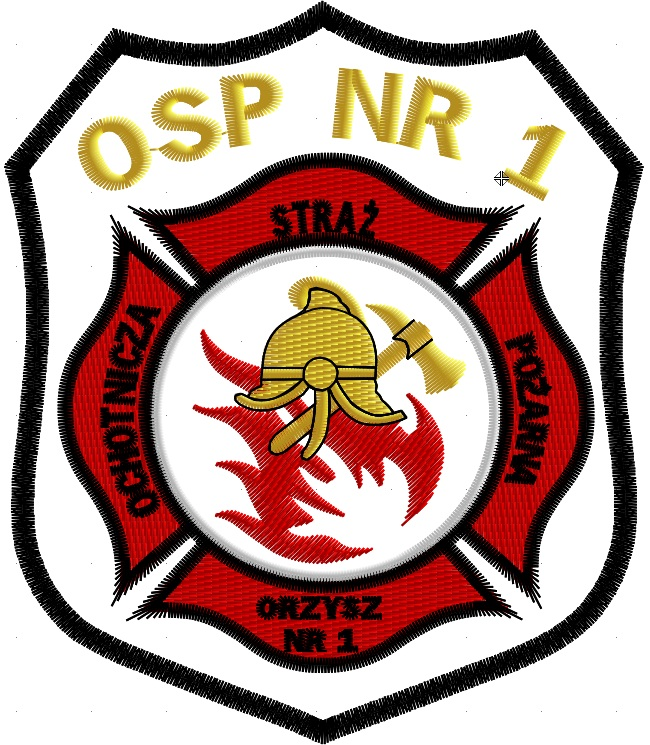 OSP NR 1
STRAŻ
OCHOTNICZA
POŻARNA
ORZYSZ
NR 1